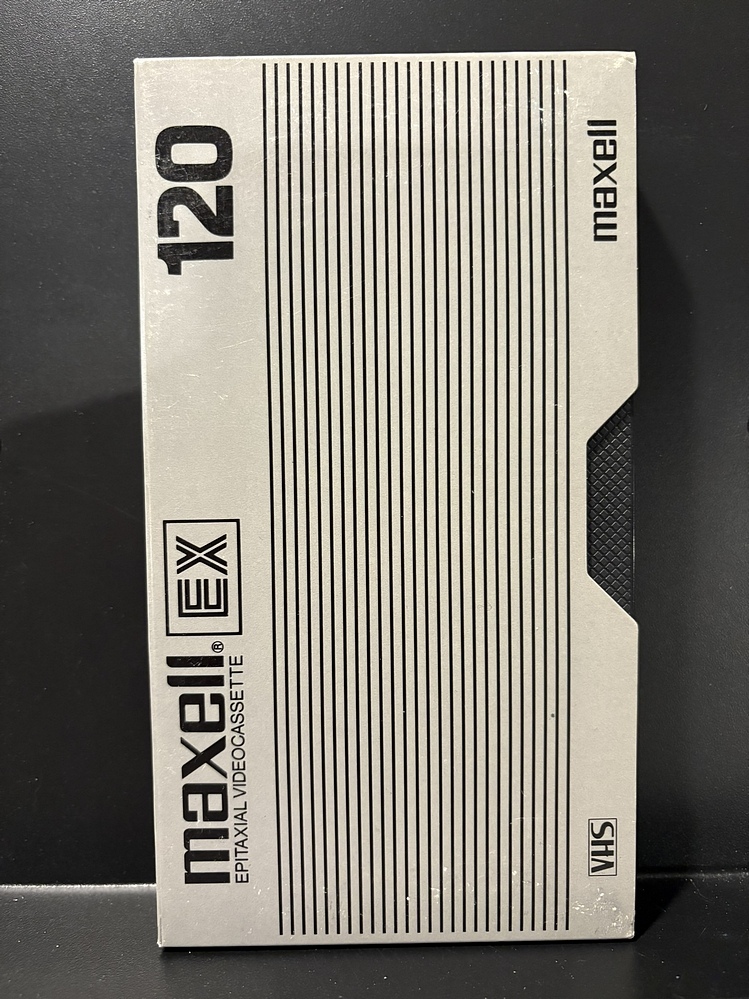 maxell® EX 120
EPITAXIAL VIDEOCASSETTE
VHS maxell